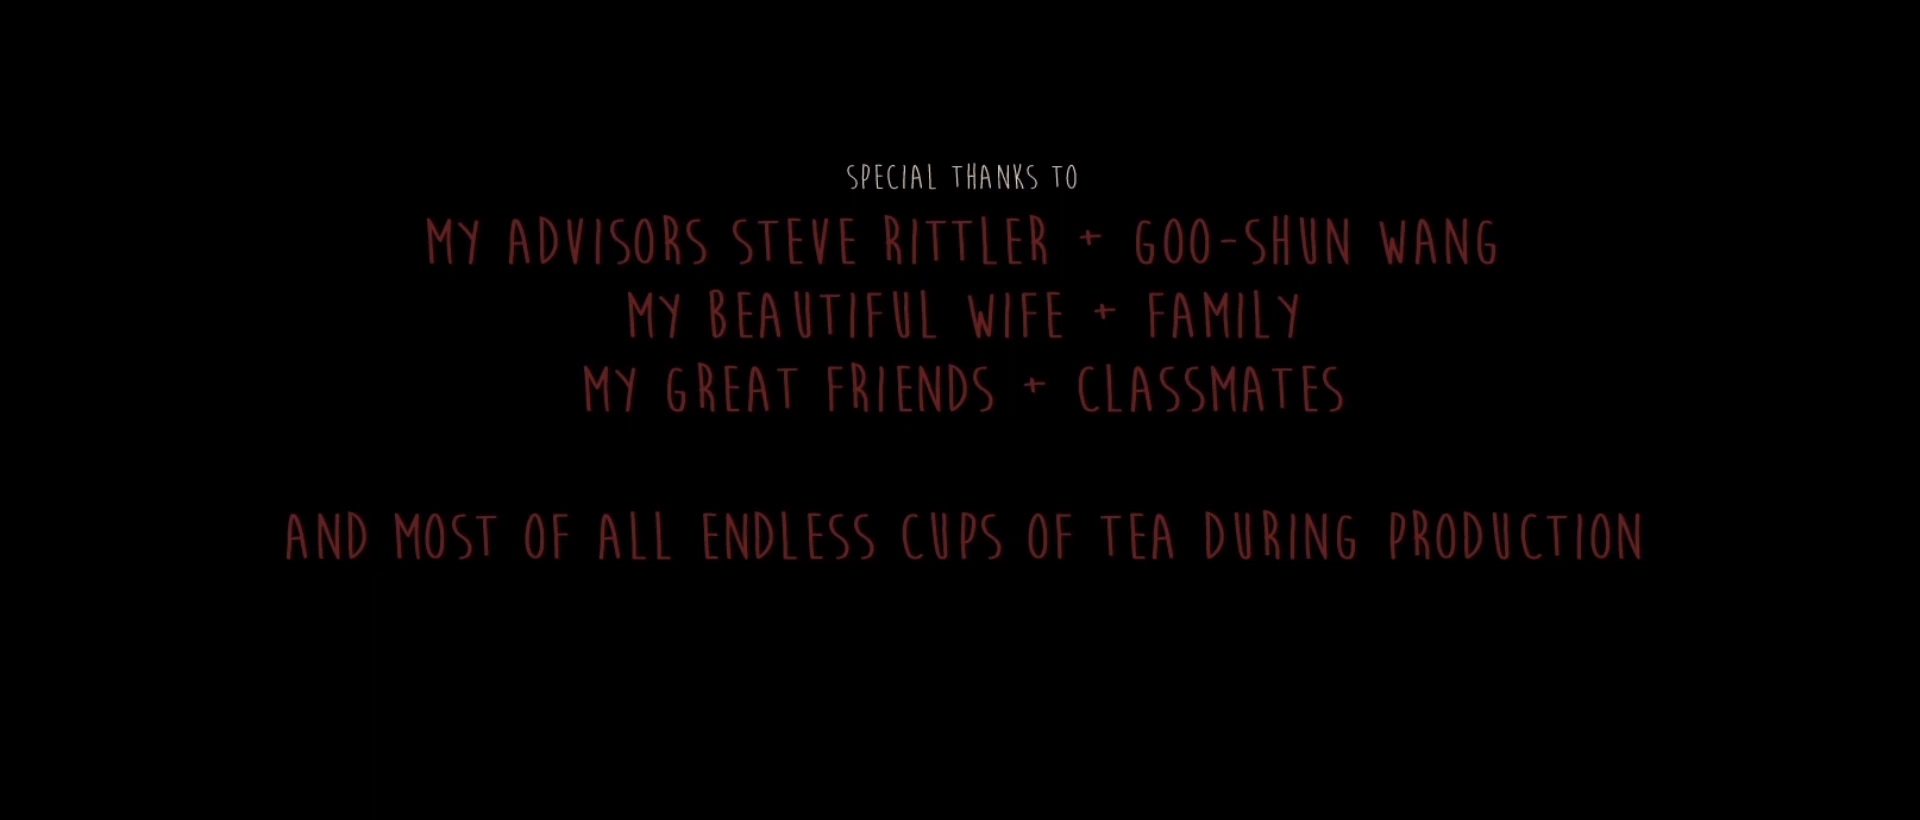 SPECIAL THANKS TO
MY ADVISORS STEVE RITTLER + GOO-SHUN WANG
MY BEAUTIFUL WIFE + FAMILY
MY GREAT FRIENDS + CLASSMATES
AND MOST OF ALL ENDLESS CUPS OF TEA DURING PRODUCTION